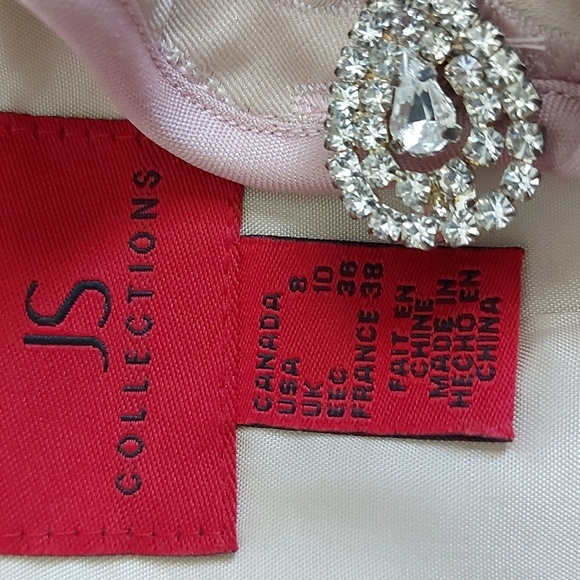 JS
COLLECTIONS
CANADA
USA 8
UK 10
EEC 36
FRANCE 38
FAIT EN
CHINE
MADE IN
HECHO EN
CHINA